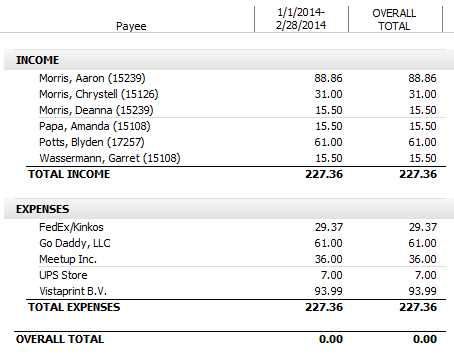 Payee 1/1/2014- 2/28/2014 OVERALL TOTAL
INCOME
Morris, Aaron (15239) 88.86 88.86
Morris, Chrystell (15126) 31.00 31.00
Morris, Deanna (15239) 15.50 15.50
Papa, Amanda (15108) 15.50 15.50
Potts, Blyden (17257) 61.00 61.00
Wassermann, Garret (15108) 15.50 15.50
TOTAL INCOME 227.36 227.36
EXPENSES
FedEx/Kinkos 29.37 29.37
Go Daddy, LLC 61.00 61.00
Meetup Inc. 36.00 36.00
UPS Store 7.00 7.00
Vistaprint B.V. 93.99 93.99
TOTAL EXPENSES 227.36 227.36
OVERALL TOTAL 0.00 0.00